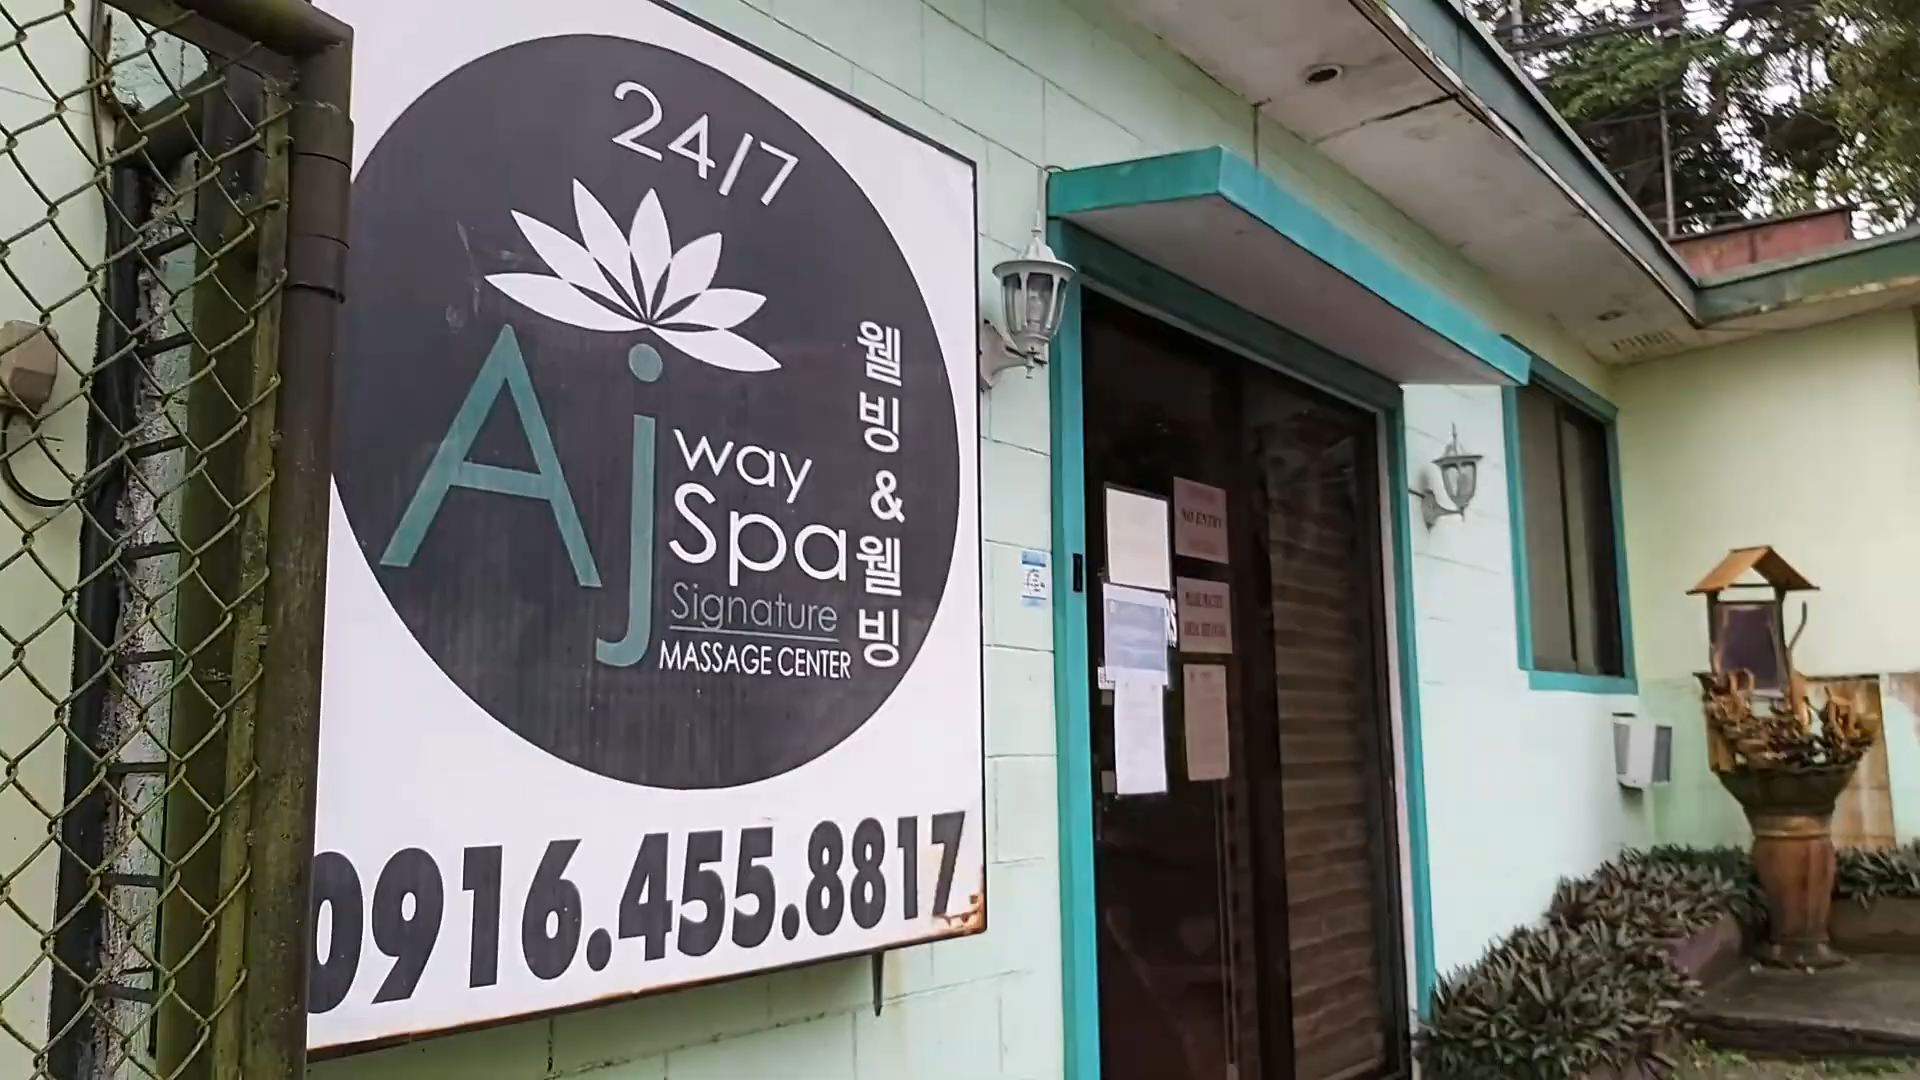 24/7
Aj way
Spa
Signature
MASSAGE CENTER
웰빙&웰빙
0916.455.8817
NO ENTRY